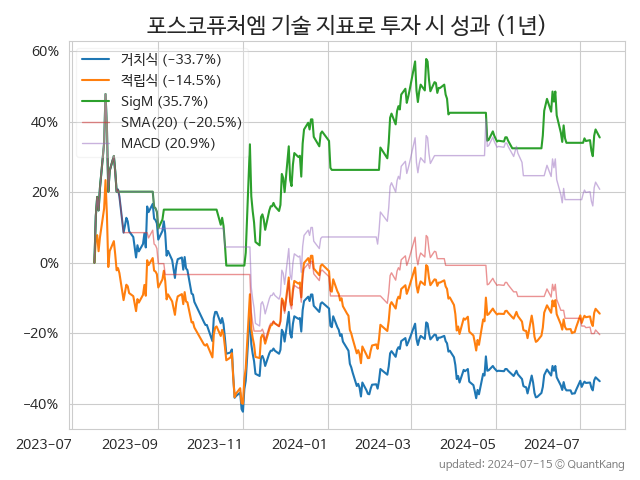 포스코퓨처엠 기술 지표로 투자 시 성과 (1년)
60%
40%
20%
0%
−20%
−40%
거치식 (−33.7%)
적립식 (−14.5%)
SigM (35.7%)
SMA(20) (−20.5%)
MACD (20.9%)
2023-07 2023-09 2023-11 2024-01 2024-03 2024-05 2024-07
updated: 2024-07-15 © QuantKang